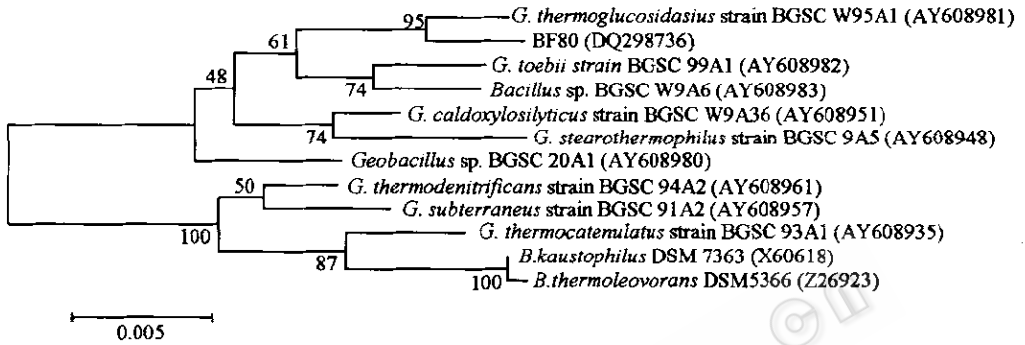 G. thermoglucosidasius strain BGSC W95A1 (AY608981)
95
BF80 (DQ298736)
61
G. toebii strain BGSC 99A1 (AY608982)
48
74
Bacillus sp. BGSC W9A6 (AY608983)
G. caldoxylosilyticus strain BGSC W9A36 (AY608951)
74
G. stearothermophilus strain BGSC 9A5 (AY608948)
Geobacillus sp. BGSC 20A1 (AY608980)
50
G. thermodenitrificans strain BGSC 94A2 (AY608961)
G. subterraneus strain BGSC 91A2 (AY608957)
100
G. thermocatenulatus strain BGSC 93A1 (AY608935)
87
B.kaustophilus DSM 7363 (X60618)
100
B.thermoleovorans DSM5366 (Z26923)
0.005